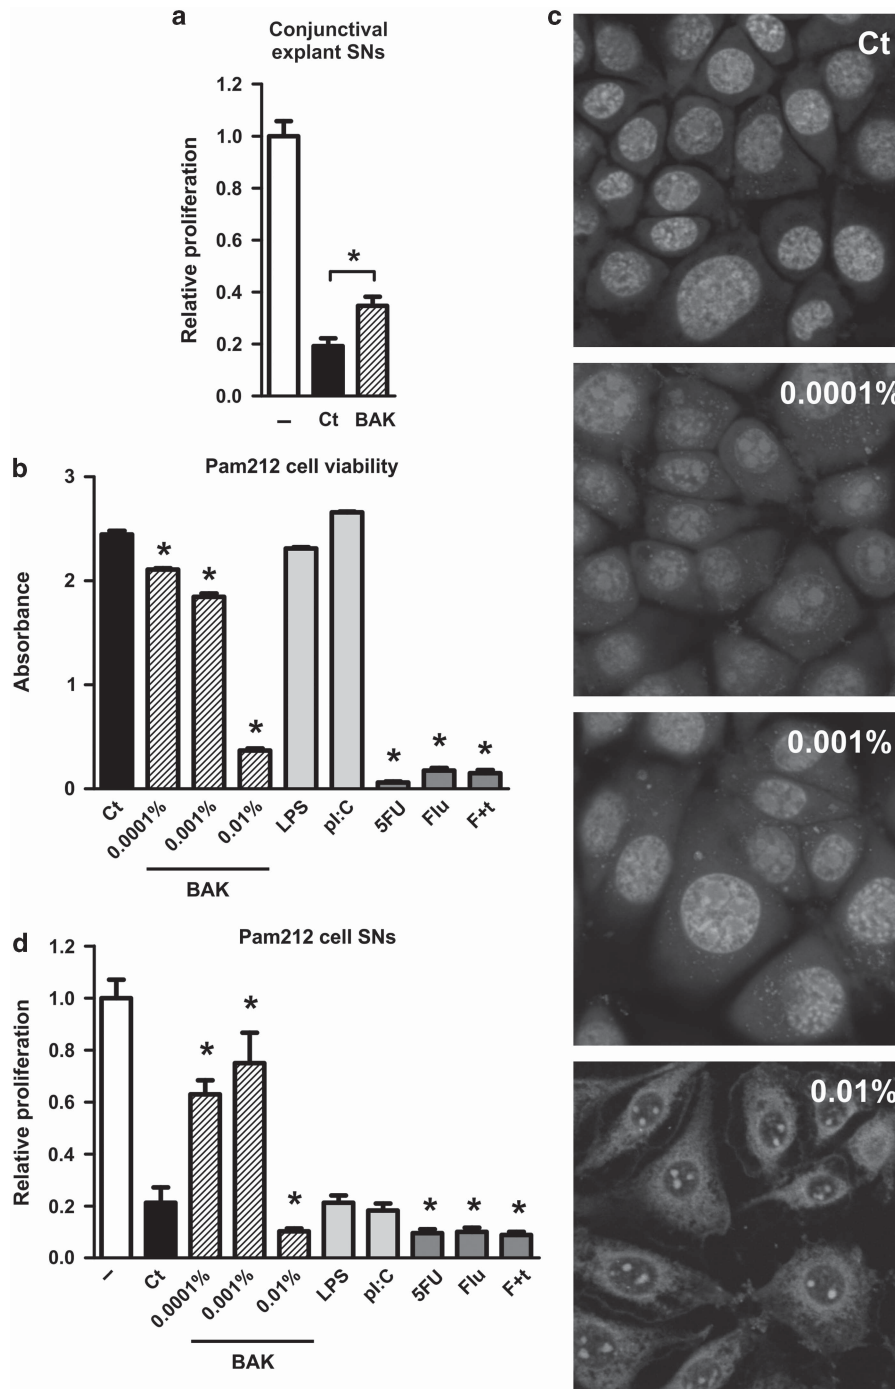 a
Conjunctival
explant SNs
Relative proliferation
1.2
1.0
0.8
0.6
0.4
0.2
0.0
*
– Ct BAK
b
Pam212 cell viability
Absorbance
3
2
1
0
* * * * * *
Ct 0.0001% 0.001% 0.01% LPS pI:C 5FU Flu F+t
BAK
d
Pam212 cell SNs
Relative proliferation
1.2
1.0
0.8
0.6
0.4
0.2
0.0
* * * * * *
– Ct 0.0001% 0.001% 0.01% LPS pI:C 5FU Flu F+t
BAK
c
Ct
0.0001%
0.001%
0.01%